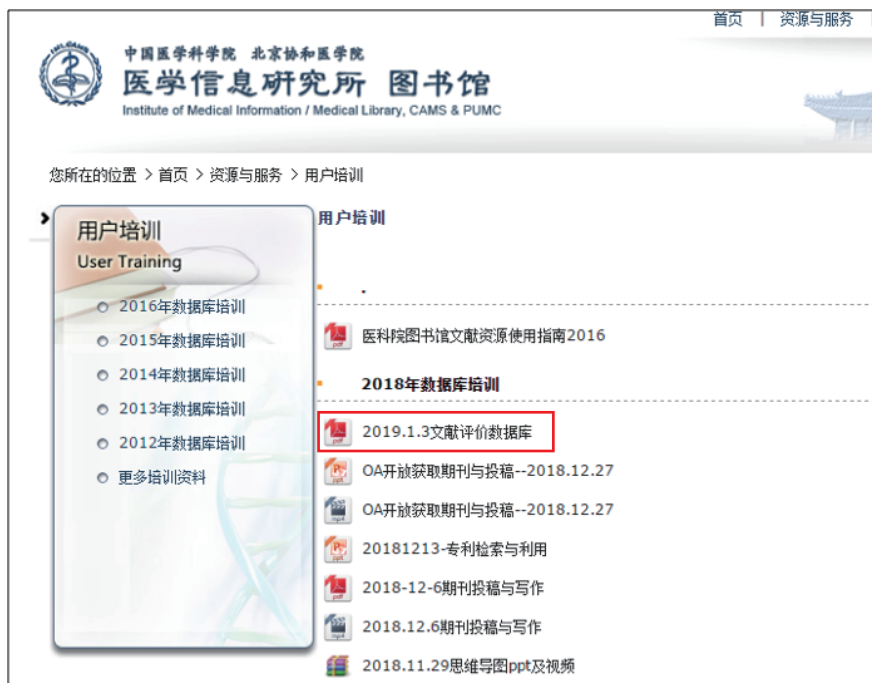 首页 | 资源与服务
中国医学科学院 北京协和医学院
医学信息研究所 图书馆
Institute of Medical Information / Medical Library, CAMS & PUMC
您所在的位置 > 首页 > 资源与服务 > 用户培训
用户培训
User Training
2016年数据库培训
2015年数据库培训
2014年数据库培训
2013年数据库培训
2012年数据库培训
更多培训资料
用户培训
.
医科院图书馆文献资源使用指南2016
2018年数据库培训
2019.1.3文献评价数据库
OA开放获取期刊与投稿--2018.12.27
OA开放获取期刊与投稿--2018.12.27
20181213-专利检索与利用
2018-12-6期刊投稿与写作
2018.12.6期刊投稿与写作
2018.11.29思维导图ppt及视频